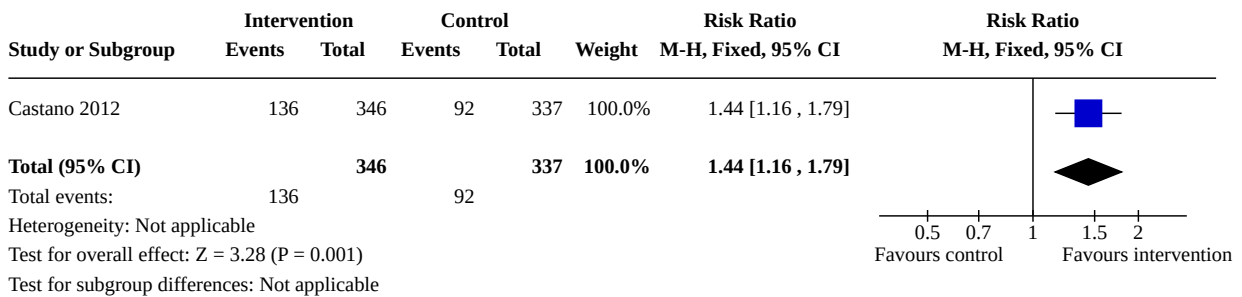 Intervention Control Risk Ratio Risk Ratio
Study or Subgroup Events Total Events Total Weight M-H, Fixed, 95% CI M-H, Fixed, 95% CI
Castano 2012 136 346 92 337 100.0% 1.44 [1.16 , 1.79]
Total (95% CI) 346 337 100.0% 1.44 [1.16 , 1.79]
Total events: 136 92
Heterogeneity: Not applicable
0.5 0.7 1 1.5 2
Test for overall effect: Z = 3.28 (P = 0.001) Favours control Favours intervention
Test for subgroup differences: Not applicable